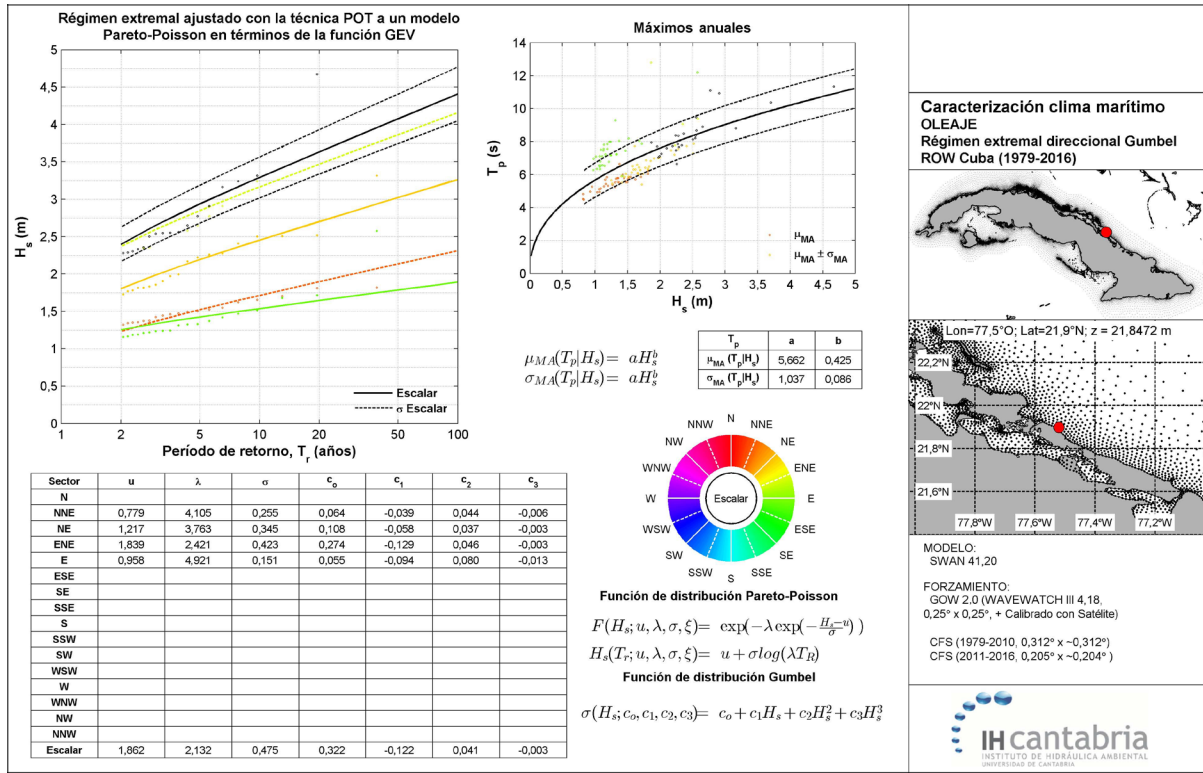 Régimen extremal ajustado con la técnica POT a un modelo
Pareto-Poisson en términos de la función GEV
5
4,5
4
3,5
3
2,5
2
1,5
1
0,5
0
H_s (m)
1 2 5 10 20 50 100
Período de retorno, T_r (años)
Escalar
σ Escalar
Máximos anuales
14
12
10
8
6
4
2
0
T_p (s)
0 0,5 1 1,5 2 2,5 3 3,5 4 4,5 5
H_s (m)
μ_MA
μ_MA ± σ_MA
μ_MA(T_p|H_s) = aH_s^b
σ_MA(T_p|H_s) = aH_s^b
T_p a b
μ_MA (T_p|H_s) 5,662 0,425
σ_MA (T_p|H_s) 1,037 0,086
N
NNE
NE
ENE
E
ESE
SE
SSE
S
SSW
SW
WSW
W
WNW
NW
NNW
Escalar
Sector u λ σ c_o c_1 c_2 c_3
N
NNE 0,779 4,105 0,255 0,064 -0,039 0,044 -0,006
NE 1,217 3,763 0,345 0,108 -0,058 0,037 -0,003
ENE 1,839 2,421 0,423 0,274 -0,129 0,046 -0,003
E 0,958 4,921 0,151 0,055 -0,094 0,080 -0,013
ESE
SE
SSE
S
SSW
SW
WSW
W
WNW
NW
NNW
Escalar 1,862 2,132 0,475 0,322 -0,122 0,041 -0,003
Función de distribución Pareto-Poisson
F(H_s; u, λ, σ, ξ) = exp(-λ exp(-(H_s-u)/σ))
H_s(T_r; u, λ, σ, ξ) = u + σlog(λT_R)
Función de distribución Gumbel
σ(H_s; c_o, c_1, c_2, c_3) = c_o + c_1H_s + c_2H_s^2 + c_3H_s^3
Caracterización clima marítimo
OLEAJE
Régimen extremal direccional Gumbel
ROW Cuba (1979-2016)
Lon=77,5°O; Lat=21,9°N; z = 21,8472 m
22,2°N
22°N
21,8°N
21,6°N
77,8°W 77,6°W 77,4°W 77,2°W
MODELO:
SWAN 41,20
FORZAMIENTO:
GOW 2.0 (WAVEWATCH III 4,18,
0,25° x 0,25°, + Calibrado con Satélite)
CFS (1979-2010, 0,312° x ~0,312°)
CFS (2011-2016, 0,205° x ~0,204° )
IHcantabria
INSTITUTO DE HIDRÁULICA AMBIENTAL
UNIVERSIDAD DE CANTABRIA